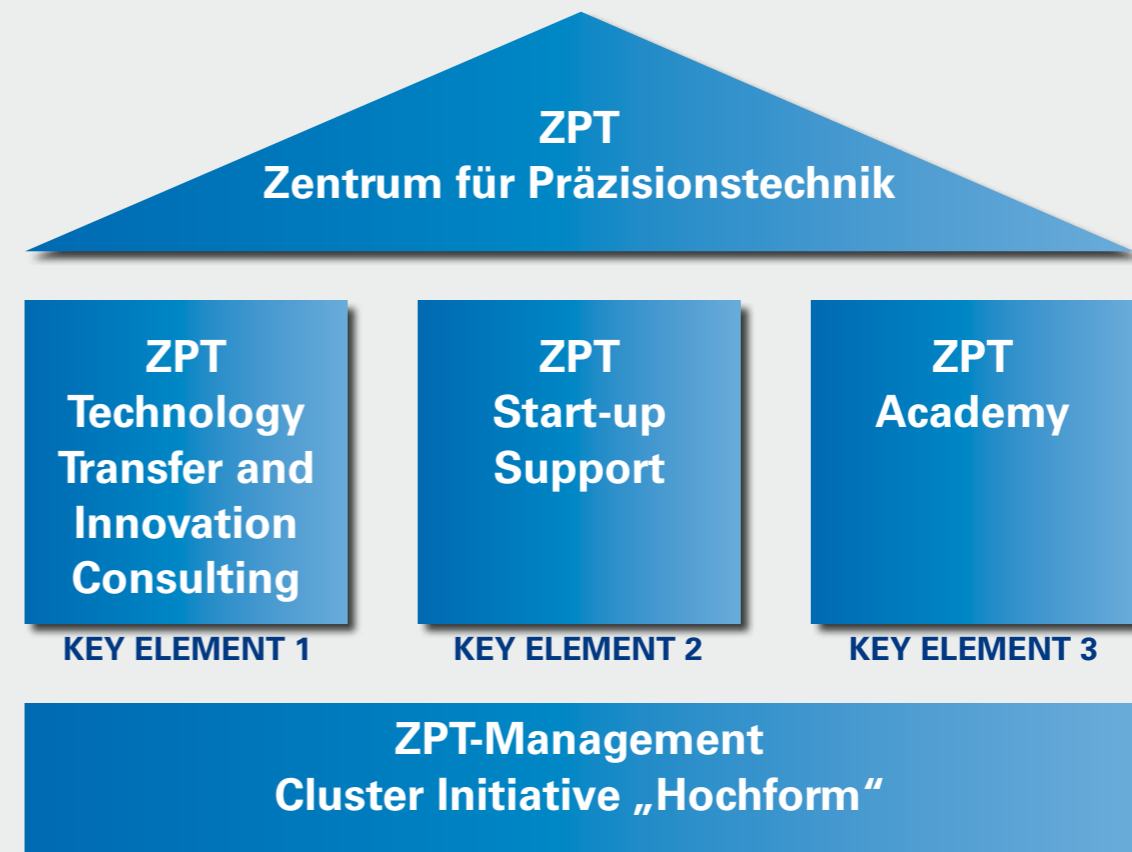 ZPT
Zentrum für Präzisionstechnik
ZPT
Technology
Transfer and
Innovation
Consulting
KEY ELEMENT 1
ZPT
Start-up
Support
KEY ELEMENT 2
ZPT
Academy
KEY ELEMENT 3
ZPT-Management
Cluster Initiative „Hochform“